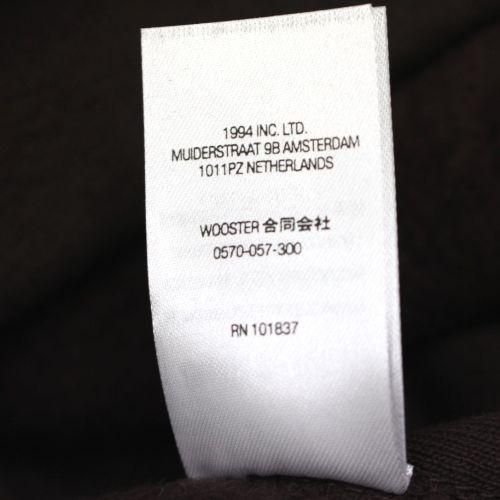 1994 INC. LTD.
MUIDERSTRAAT 9B AMSTERDAM
1011PZ NETHERLANDS
WOOSTER 合同会社
0570-057-300
RN 101837